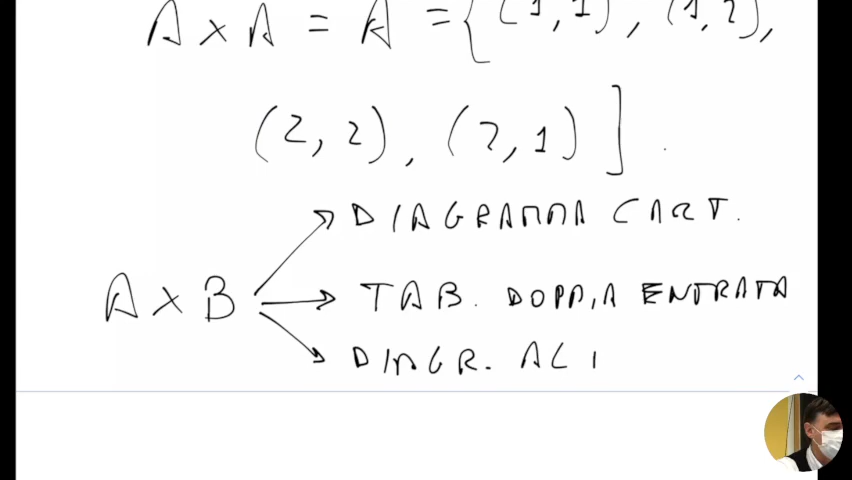 A × A = A = { (1,1), (1,2),
(2,2), (2,1) } .
DIAGRAMMA CART.
A × B TAB. DOPPIA ENTRATA
DIAGR. ALI